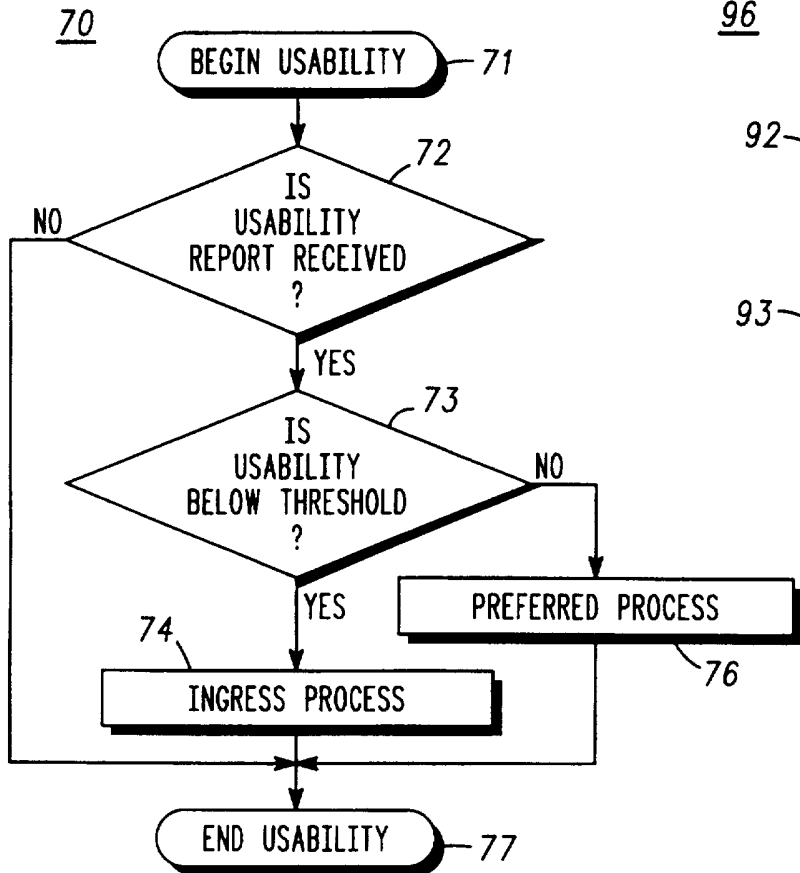 70
96
BEGIN USABILITY
71
92
72
IS
USABILITY
REPORT RECEIVED
?
NO
93
YES
73
IS
USABILITY
BELOW THRESHOLD
?
NO
YES
PREFERRED PROCESS
74
76
INGRESS PROCESS
END USABILITY
77